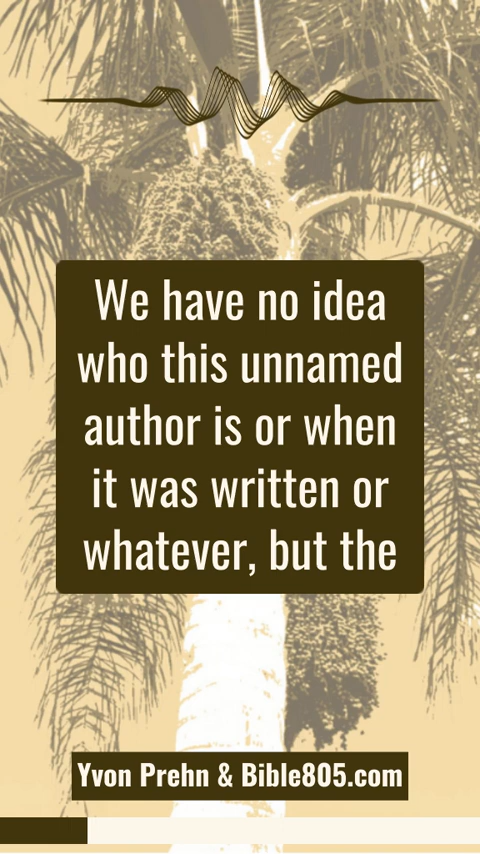 We have no idea
who this unnamed
author is or when
it was written or
whatever, but the
Yvon Prehn & Bible805.com